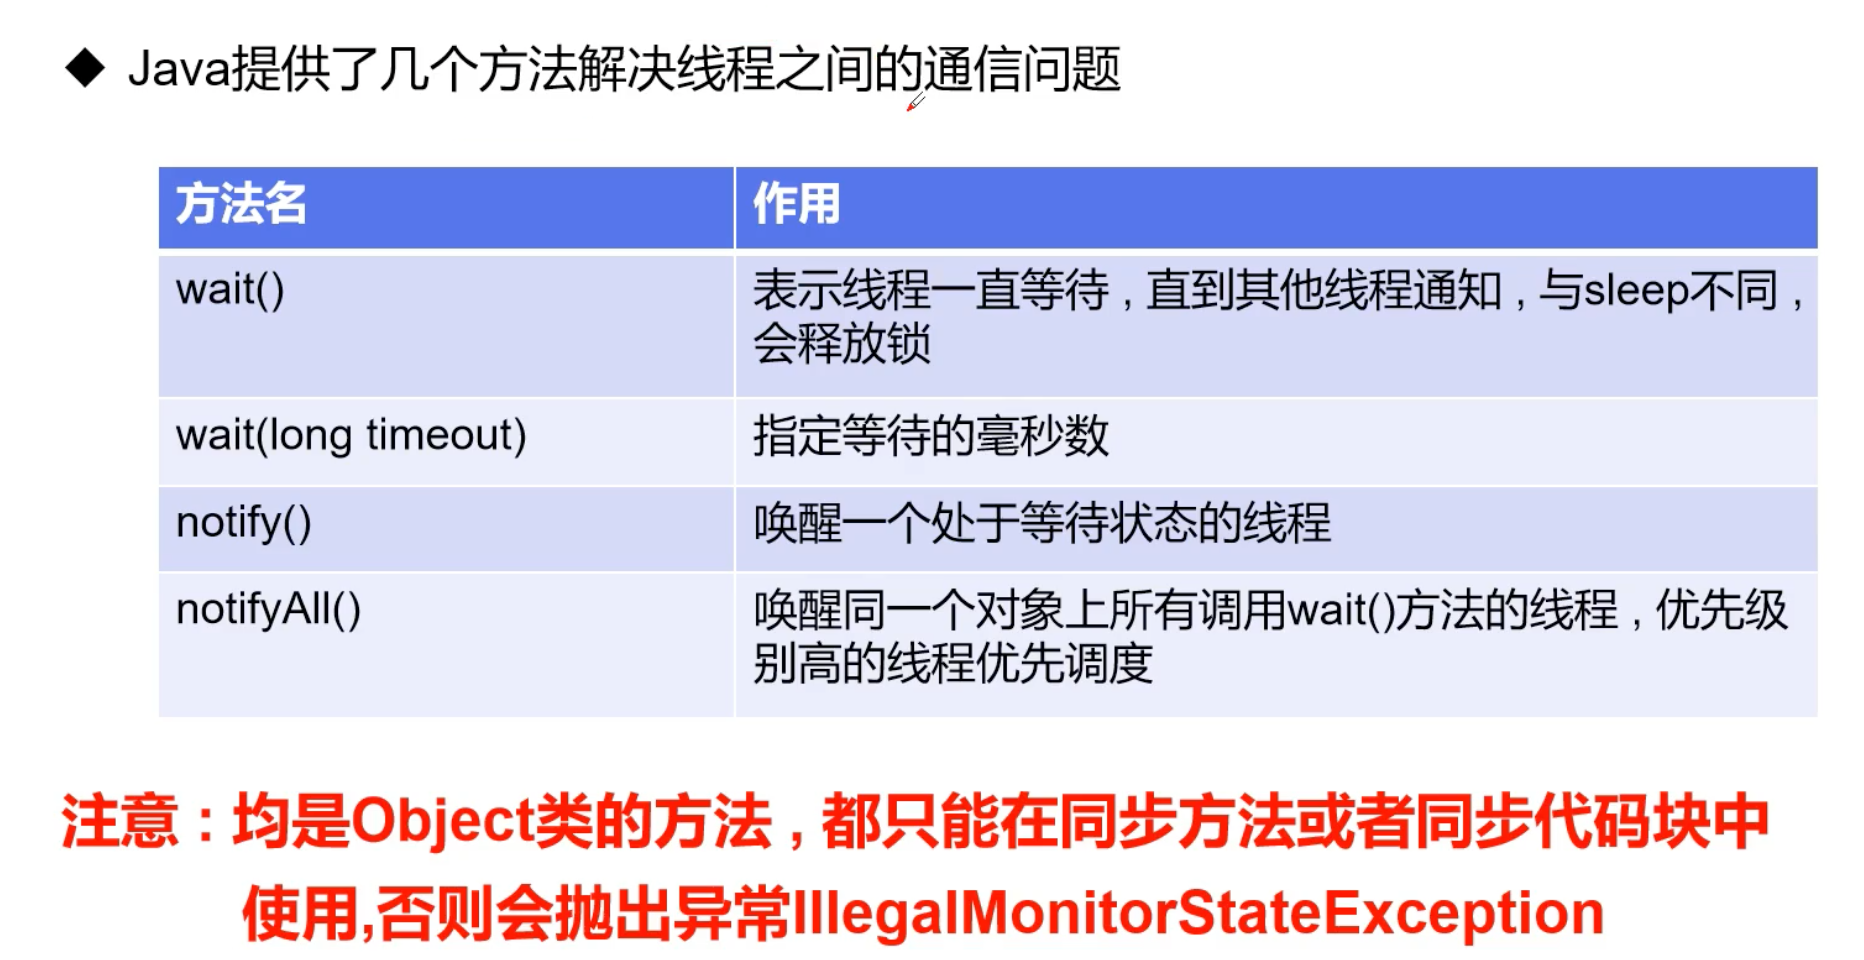 ◆ Java提供了几个方法解决线程之间的通信问题
方法名 作用
wait() 表示线程一直等待，直到其他线程通知，与sleep不同，
会释放锁
wait(long timeout) 指定等待的毫秒数
notify() 唤醒一个处于等待状态的线程
notifyAll() 唤醒同一个对象上所有调用wait()方法的线程，优先级
别高的线程优先调度
注意：均是Object类的方法，都只能在同步方法或者同步代码块中
使用,否则会抛出异常IllegalMonitorStateException